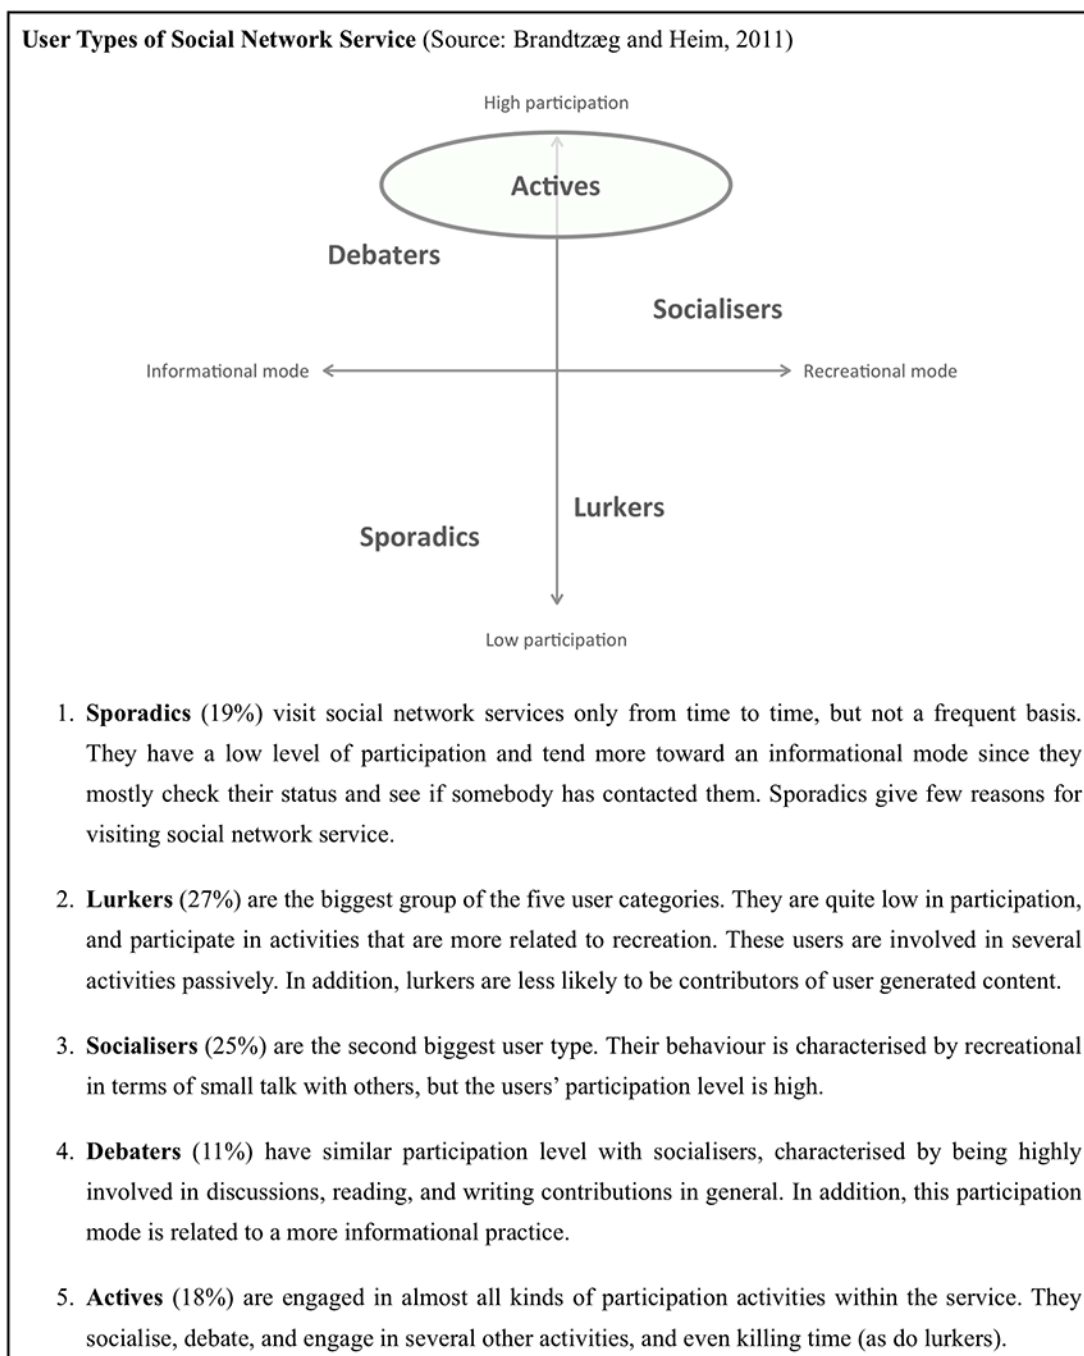 User Types of Social Network Service (Source: Brandtzæg and Heim, 2011)
High participation
Actives
Debaters
Socialisers
Informational mode
Recreational mode
Lurkers
Sporadics
Low participation
1. Sporadics (19%) visit social network services only from time to time, but not a frequent basis.
They have a low level of participation and tend more toward an informational mode since they
mostly check their status and see if somebody has contacted them. Sporadics give few reasons for
visiting social network service.
2. Lurkers (27%) are the biggest group of the five user categories. They are quite low in participation,
and participate in activities that are more related to recreation. These users are involved in several
activities passively. In addition, lurkers are less likely to be contributors of user generated content.
3. Socialisers (25%) are the second biggest user type. Their behaviour is characterised by recreational
in terms of small talk with others, but the users’ participation level is high.
4. Debaters (11%) have similar participation level with socialisers, characterised by being highly
involved in discussions, reading, and writing contributions in general. In addition, this participation
mode is related to a more informational practice.
5. Actives (18%) are engaged in almost all kinds of participation activities within the service. They
socialise, debate, and engage in several other activities, and even killing time (as do lurkers).